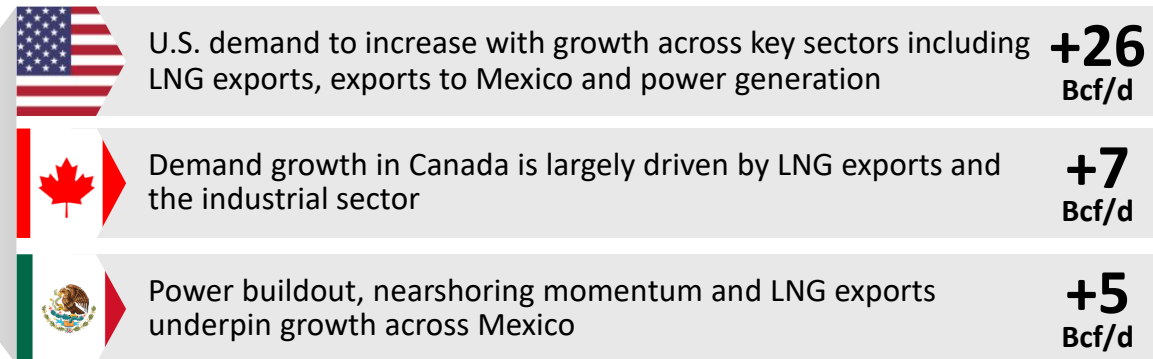 U.S. demand to increase with growth across key sectors including
LNG exports, exports to Mexico and power generation
+26
Bcf/d
Demand growth in Canada is largely driven by LNG exports and
the industrial sector
+7
Bcf/d
Power buildout, nearshoring momentum and LNG exports
underpin growth across Mexico
+5
Bcf/d